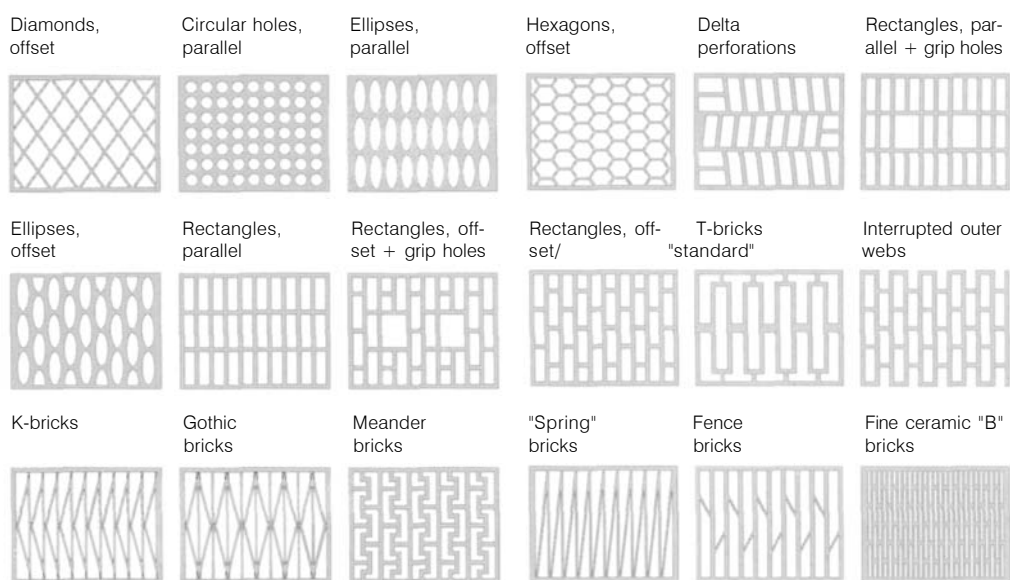 Diamonds,
offset
Circular holes,
parallel
Ellipses,
parallel
Hexagons,
offset
Delta
perforations
Rectangles, par-
allel + grip holes
Ellipses,
offset
Rectangles,
parallel
Rectangles, off-
set + grip holes
Rectangles, off-
set/
T-bricks
"standard"
Interrupted outer
webs
K-bricks
Gothic
bricks
Meander
bricks
"Spring"
bricks
Fence
bricks
Fine ceramic "B"
bricks